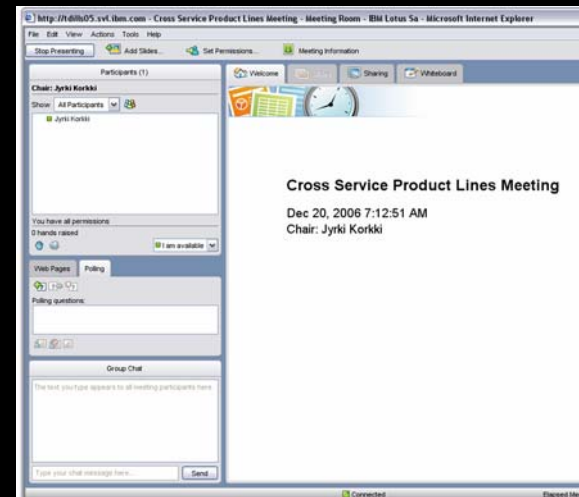 http://tdills05.svl.ibm.com - Cross Service Product Lines Meeting - Meeting Room - IBM Lotus Sa - Microsoft Internet Explorer
File Edit View Actions Tools Help
Stop Presenting Add Slides... Set Permissions... Meeting Information
Participants (1)
Chair: Jyrki Korkki
Show All Participants
Jyrki Korkki
You have all permissions
0 hands raised
I am available
Web Pages Polling
Polling questions:
Group Chat
The text you type appears to all meeting participants here
Type your chat message here... Send
Welcome Sharing Whiteboard
Cross Service Product Lines Meeting
Dec 20, 2006 7:12:51 AM
Chair: Jyrki Korkki
Connected Elapsed Me